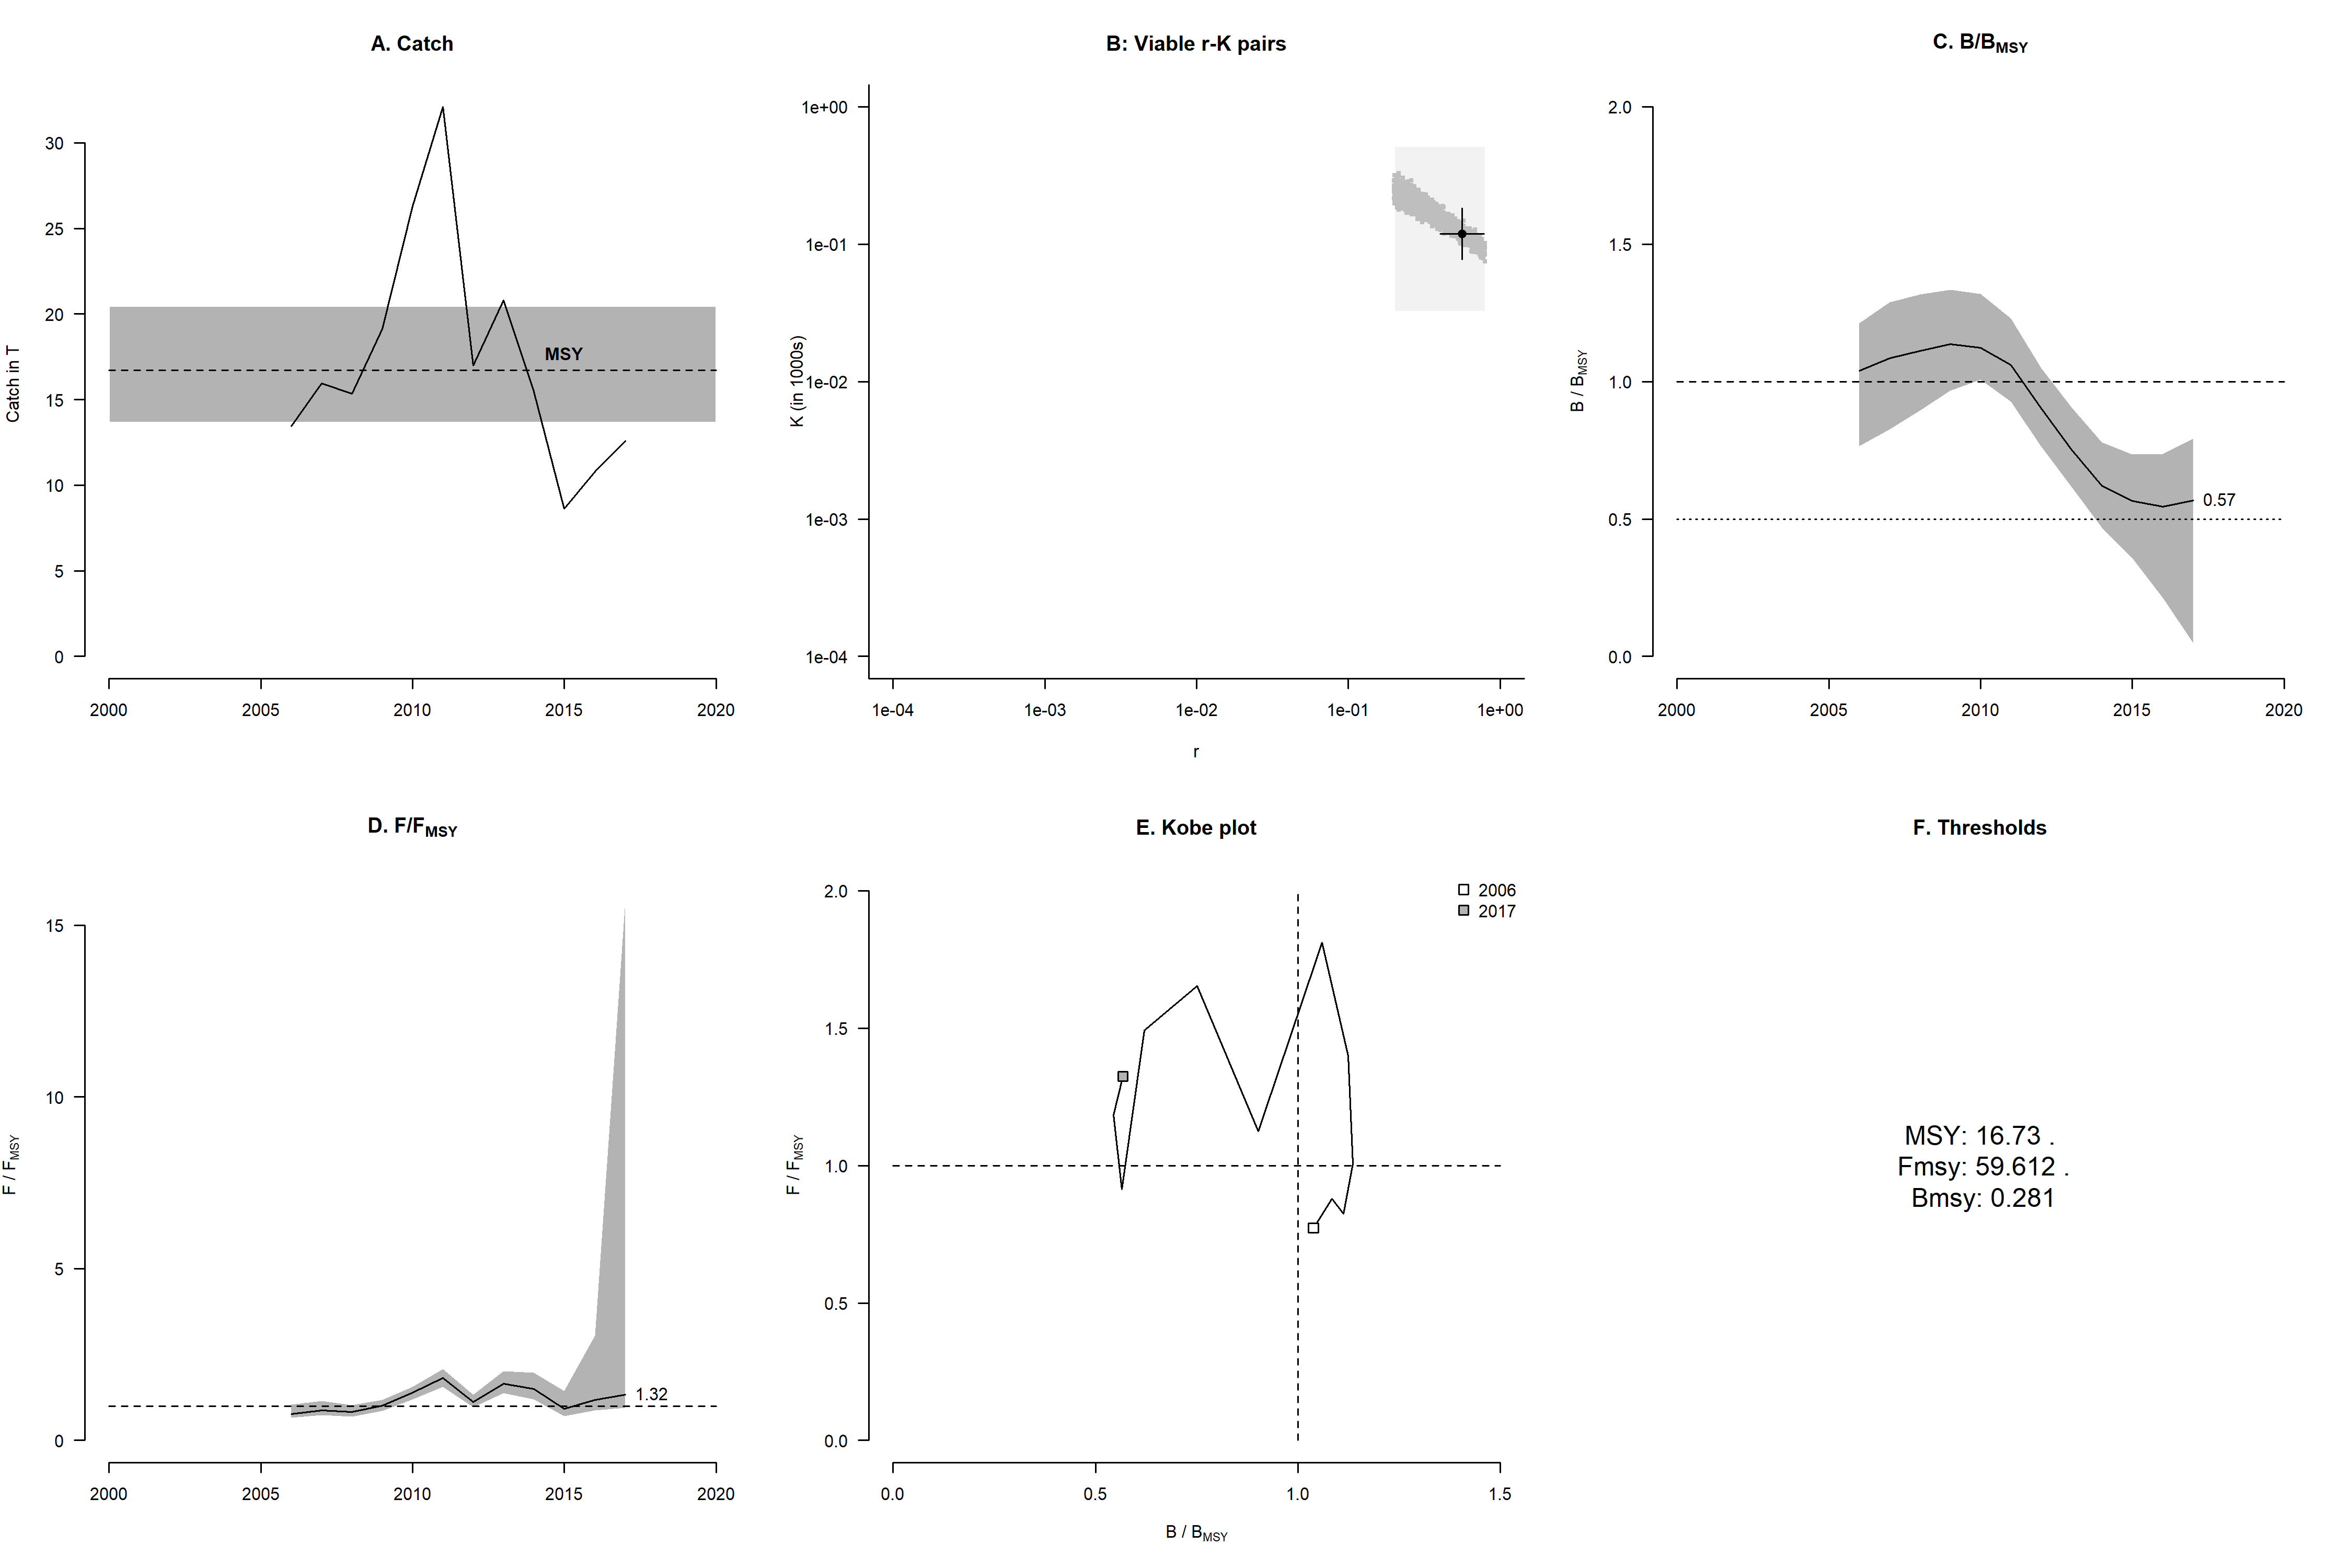 A. Catch
Catch in T
30
25
20
15
10
5
0
MSY
2000 2005 2010 2015 2020
B: Viable r-K pairs
K (in 1000s)
1e+00
1e-01
1e-02
1e-03
1e-04
1e-04 1e-03 1e-02 1e-01 1e+00
r
C. B/BMSY
B / BMSY
2.0
1.5
1.0
0.5
0.0
0.57
2000 2005 2010 2015 2020
D. F/FMSY
F / FMSY
15
10
5
0
1.32
2000 2005 2010 2015 2020
E. Kobe plot
F / FMSY
2.0
1.5
1.0
0.5
0.0
2006
2017
0.0 0.5 1.0 1.5
B / BMSY
F. Thresholds
MSY: 16.73 .
Fmsy: 59.612 .
Bmsy: 0.281